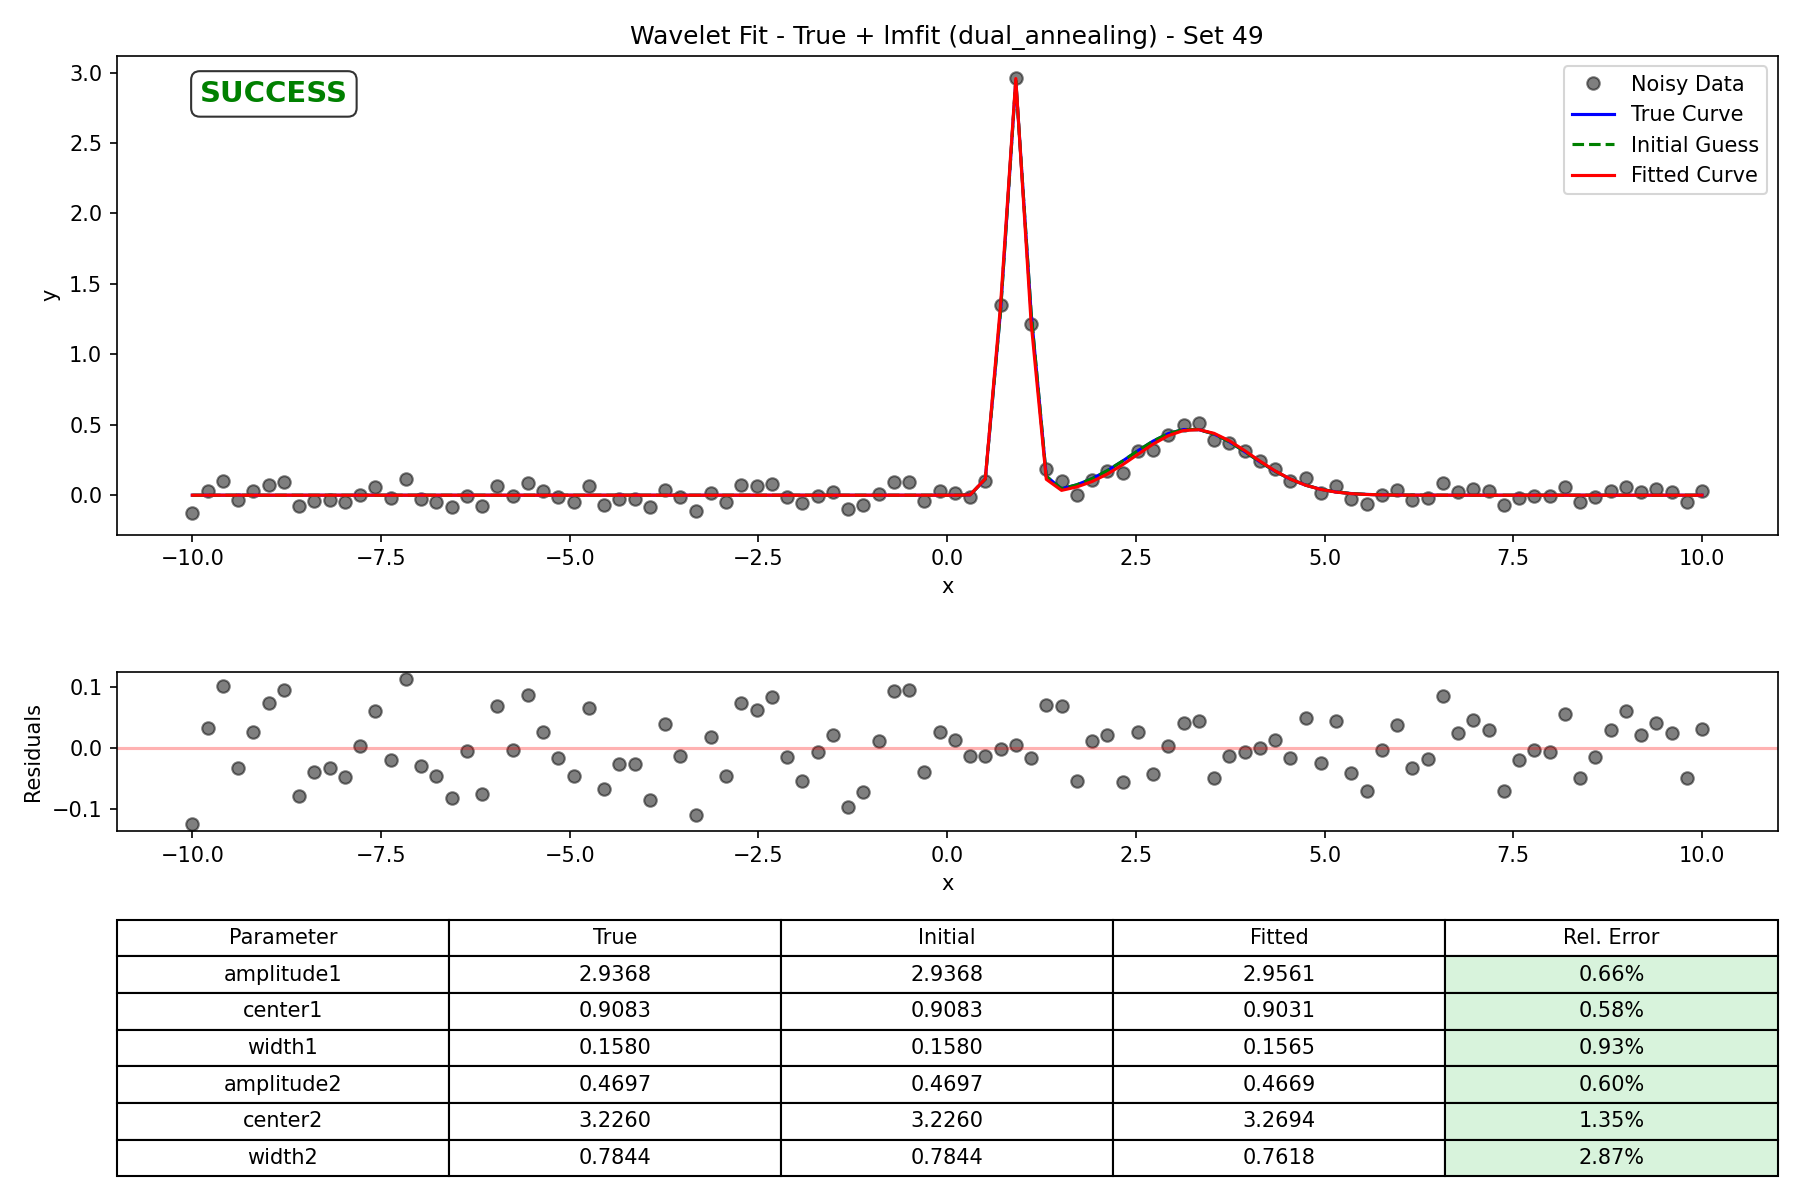 Wavelet Fit - True + lmfit (dual_annealing) - Set 49
SUCCESS
Noisy Data
True Curve
Initial Guess
Fitted Curve
y
3.0
2.5
2.0
1.5
1.0
0.5
0.0
−10.0 −7.5 −5.0 −2.5 0.0 2.5 5.0 7.5 10.0
x
Residuals
0.1
0.0
−0.1
−10.0 −7.5 −5.0 −2.5 0.0 2.5 5.0 7.5 10.0
x
Parameter True Initial Fitted Rel. Error
amplitude1 2.9368 2.9368 2.9561 0.66%
center1 0.9083 0.9083 0.9031 0.58%
width1 0.1580 0.1580 0.1565 0.93%
amplitude2 0.4697 0.4697 0.4669 0.60%
center2 3.2260 3.2260 3.2694 1.35%
width2 0.7844 0.7844 0.7618 2.87%